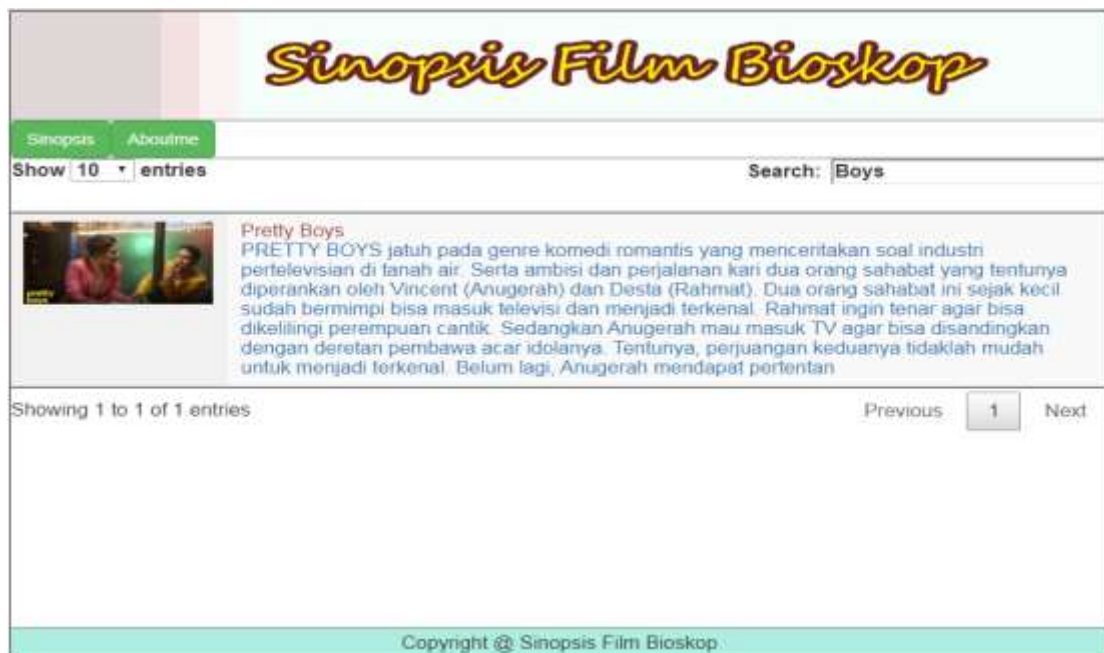 Sinopsis Film Bioskop
Sinopsis Aboutme
Show 10 entries Search: Boys
pretty boys
Pretty Boys
PRETTY BOYS jatuh pada genre komedi romantis yang menceritakan soal industri
pertelevisian di tanah air. Serta ambisi dan perjalanan kari dua orang sahabat yang tentunya
diperankan oleh Vincent (Anugerah) dan Desta (Rahmat). Dua orang sahabat ini sejak kecil
sudah bermimpi bisa masuk televisi dan menjadi terkenal. Rahmat ingin tenar agar bisa
dikelilingi perempuan cantik. Sedangkan Anugerah mau masuk TV agar bisa disandingkan
dengan deretan pembawa acar idolanya. Tentunya, perjuangan keduanya tidaklah mudah
untuk menjadi terkenal. Belum lagi, Anugerah mendapat pertentan
Showing 1 to 1 of 1 entries Previous 1 Next
Copyright @ Sinopsis Film Bioskop